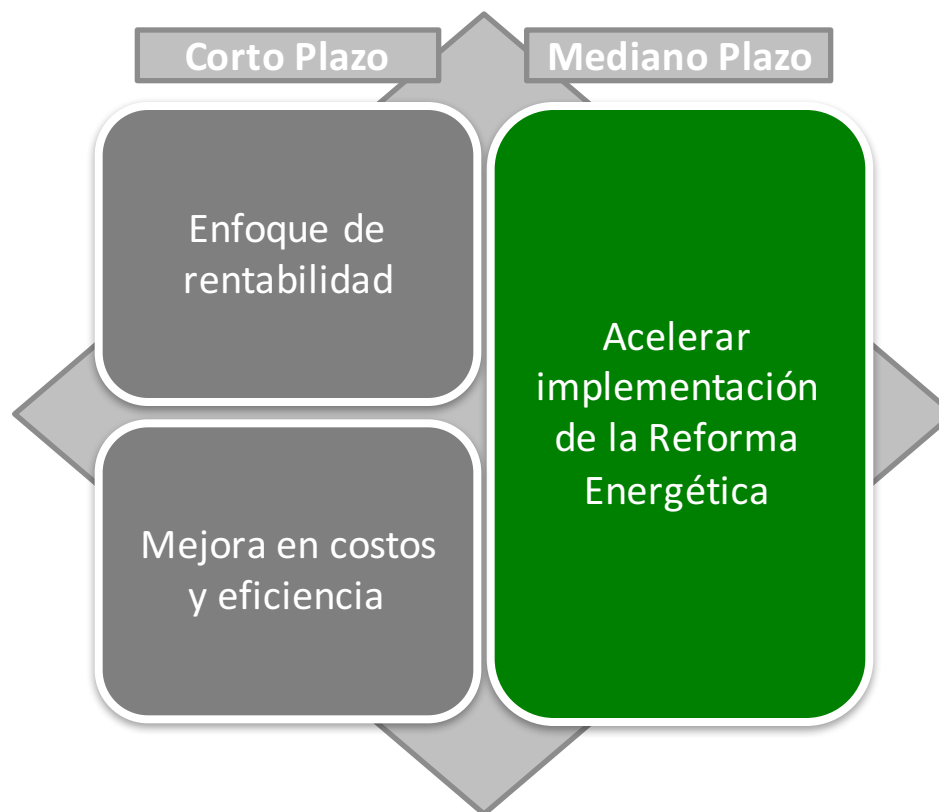 Corto Plazo
Mediano Plazo
Enfoque de
rentabilidad
Mejora en costos
y eficiencia
Acelerar
implementación
de la Reforma
Energética